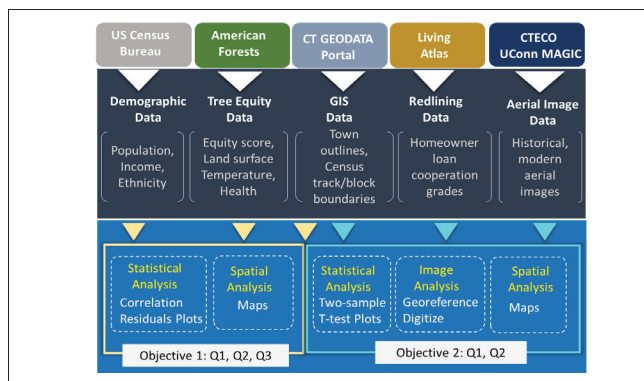 US Census
Bureau
American
Forests
CT GEODATA
Portal
Living
Atlas
CTECO
UConn MAGIC
Demographic
Data
Tree Equity
Data
GIS
Data
Redlining
Data
Aerial Image
Data
Population,
Income,
Ethnicity
Equity score,
Land surface
Temperature,
Health
Town
outlines,
Census
track/block
boundaries
Homeowner
loan
cooperation
grades
Historical,
modern
aerial
images
Statistical
Analysis
Correlation
Residuals Plots
Spatial
Analysis
Maps
Statistical
Analysis
Two-sample
T-test Plots
Image
Analysis
Georeference
Digitize
Spatial
Analysis
Maps
Objective 1: Q1, Q2, Q3
Objective 2: Q1, Q2